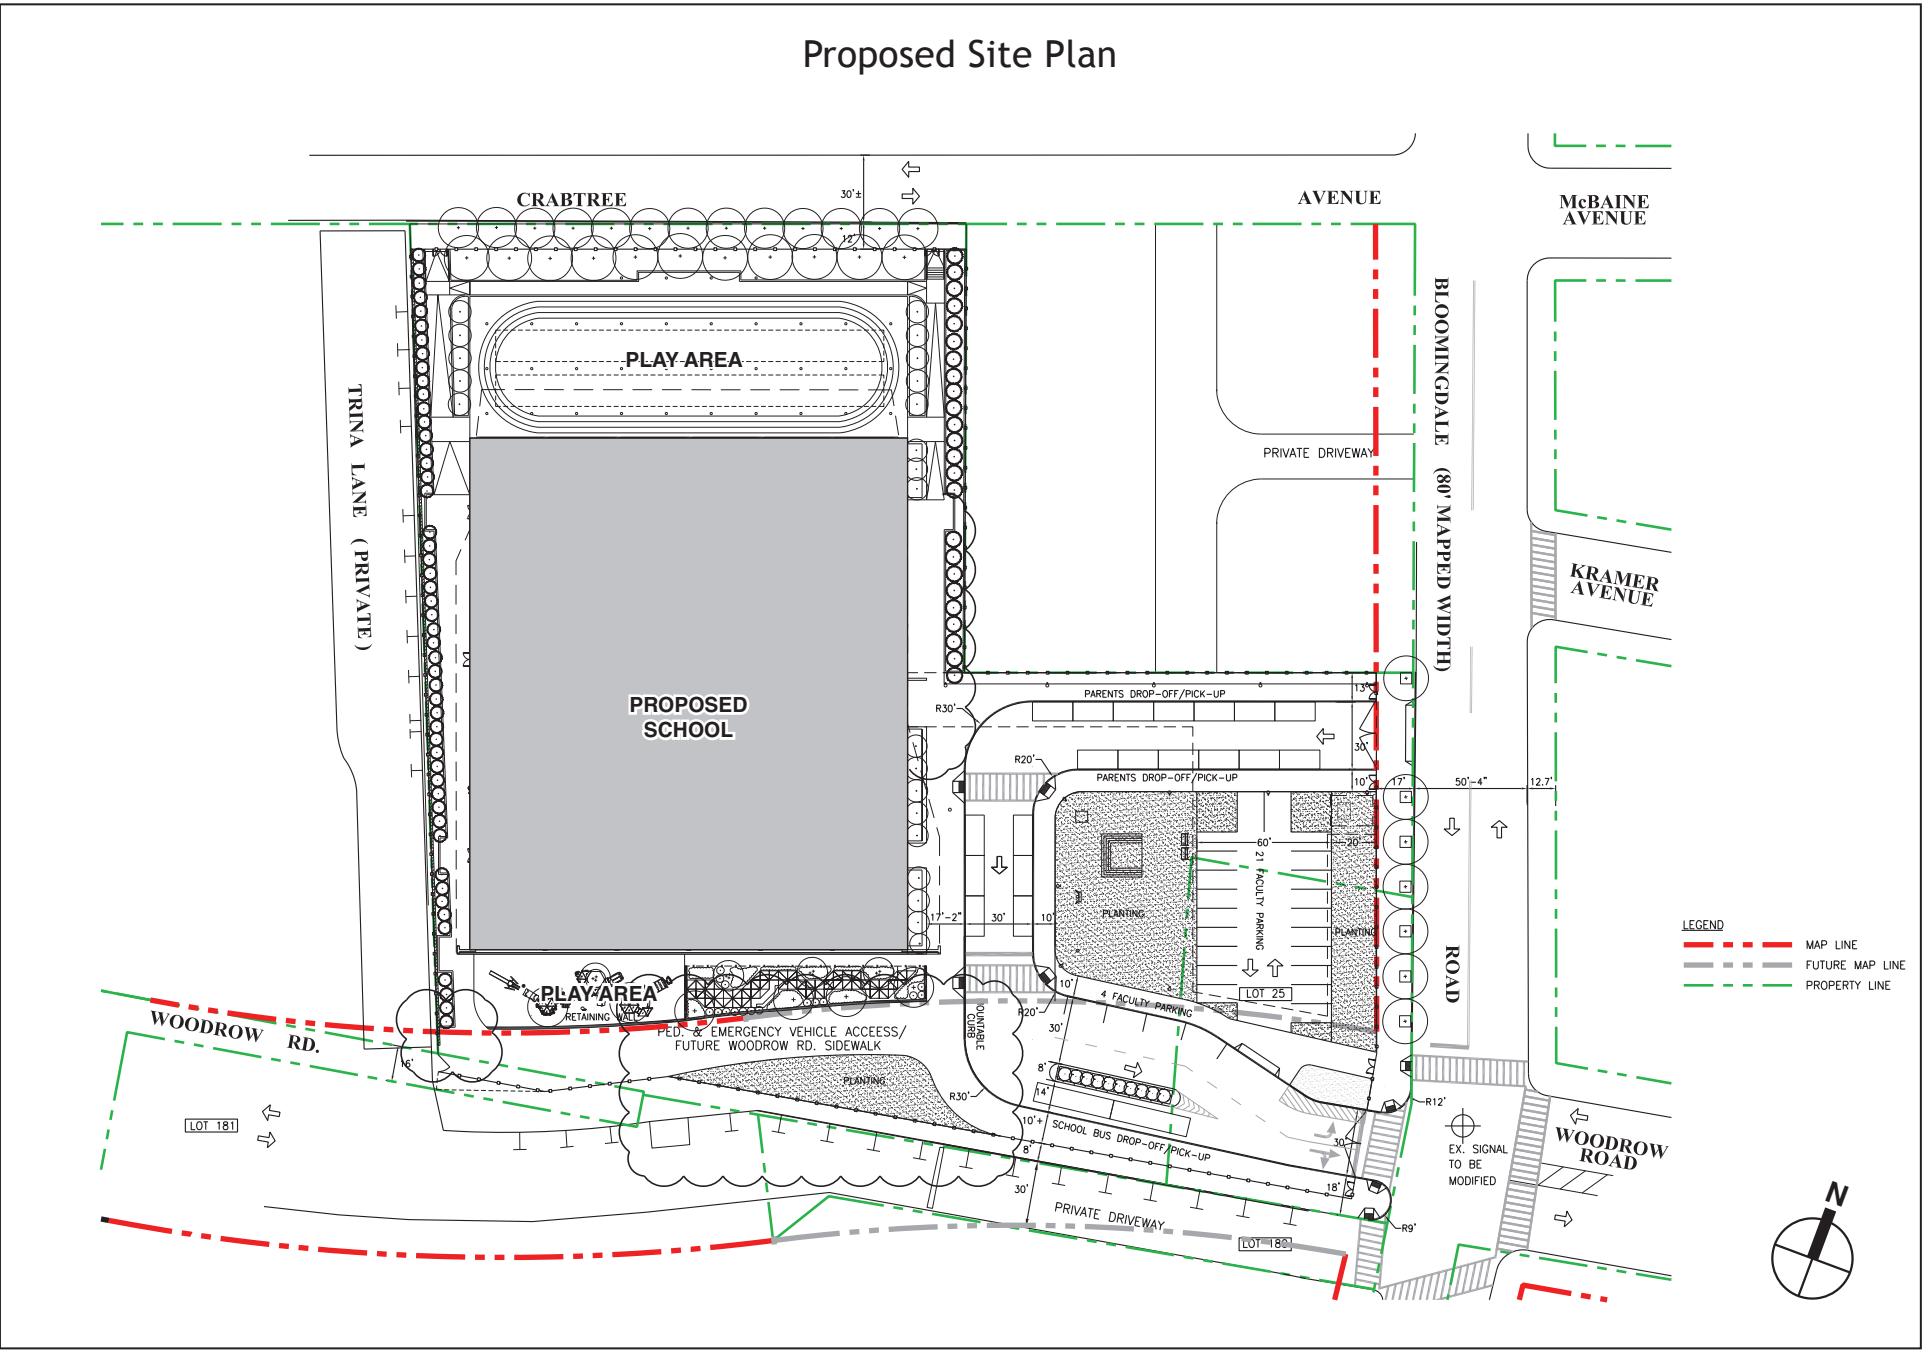 Proposed Site Plan
CRABTREE
AVENUE
McBAINE
AVENUE
30'±
12'
PLAY AREA
TRINA LANE (PRIVATE)
BLOOMINGDALE (80' MAPPED WIDTH)
ROAD
PRIVATE DRIVEWAY
KRAMER
AVENUE
PROPOSED
SCHOOL
PARENTS DROP-OFF/PICK-UP
13'
R30'
30'
R20'
PARENTS DROP-OFF/PICK-UP
10'
17'
50'-4"
12.7'
60'
20'
21 FACULTY PARKING
PLANTING
PLANTING
17'-2"
30'
10'
LOT 25
LEGEND
MAP LINE
FUTURE MAP LINE
PROPERTY LINE
PLAY AREA
RETAINING WALL
10'
R20'
4 FACULTY PARKING
MOUNTABLE
CURB
30'
WOODROW RD.
PED. & EMERGENCY VEHICLE ACCEESS/
FUTURE WOODROW RD. SIDEWALK
16'
PLANTING
8'
14'
R30'
10'+
SCHOOL BUS DROP-OFF/PICK-UP
8'
30'
30'
18'
R12'
R9'
EX. SIGNAL
TO BE
MODIFIED
WOODROW
ROAD
LOT 181
PRIVATE DRIVEWAY
LOT 180
N